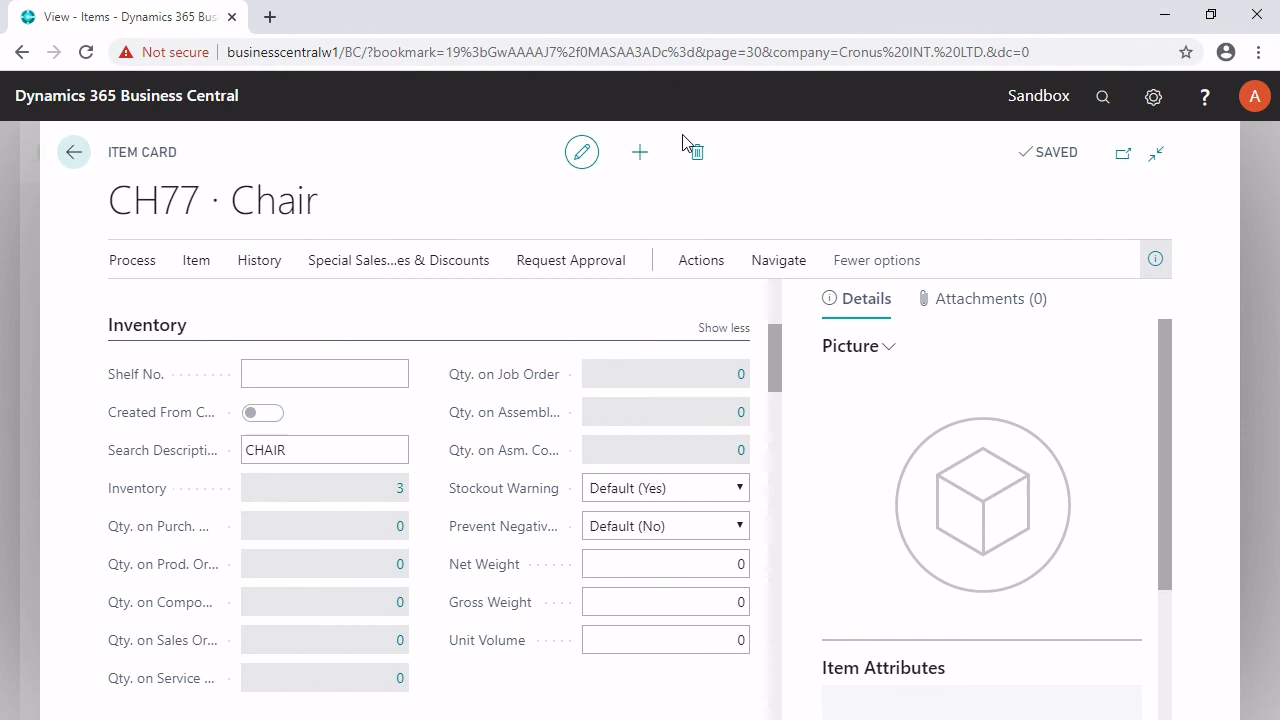 View - Items - Dynamics 365 Bus
Not secure
businesscentralw1/BC/?bookmark=19%3bGwAAAAJ7%2f0MASAA3ADc%3d&page=30&company=Cronus%20INT.%20LTD.&dc=0
Dynamics 365 Business Central
Sandbox
?
A
ITEM CARD
SAVED
CH77 · Chair
Process
Item
History
Special Sales...es & Discounts
Request Approval
Actions
Navigate
Fewer options
Details
Attachments (0)
Inventory
Show less
Picture
Shelf No.
Qty. on Job Order
0
Created From C...
Qty. on Assembl...
0
Search Descripti...
CHAIR
Qty. on Asm. Co...
0
Inventory
3
Stockout Warning
Default (Yes)
Qty. on Purch. ...
0
Prevent Negativ...
Default (No)
Qty. on Prod. Or...
0
Net Weight
0
Qty. on Compo...
0
Gross Weight
0
Qty. on Sales Or...
0
Unit Volume
0
Qty. on Service ...
0
Item Attributes